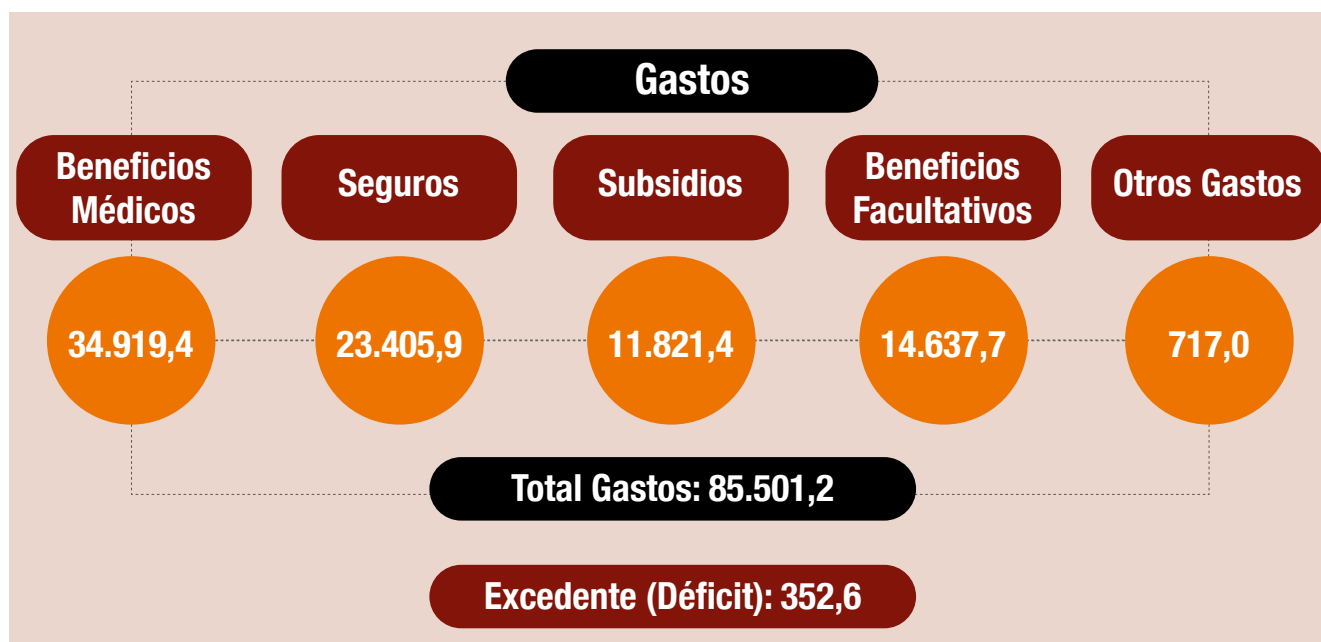 Gastos
Beneficios
Médicos
Seguros
Subsidios
Beneficios
Facultativos
Otros Gastos
34.919,4
23.405,9
11.821,4
14.637,7
717,0
Total Gastos: 85.501,2
Excedente (Déficit): 352,6